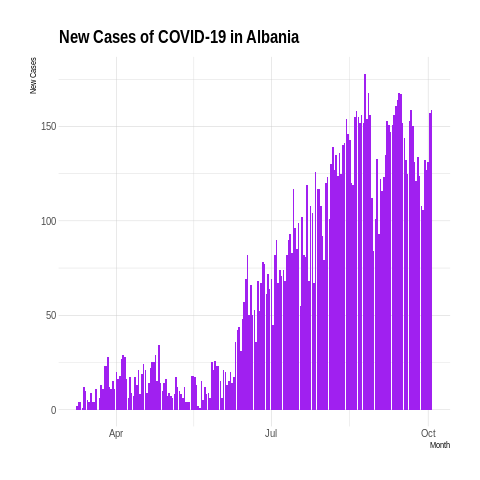 New Cases of COVID-19 in Albania
New Cases
150
100
50
0
Apr
Jul
Oct
Month